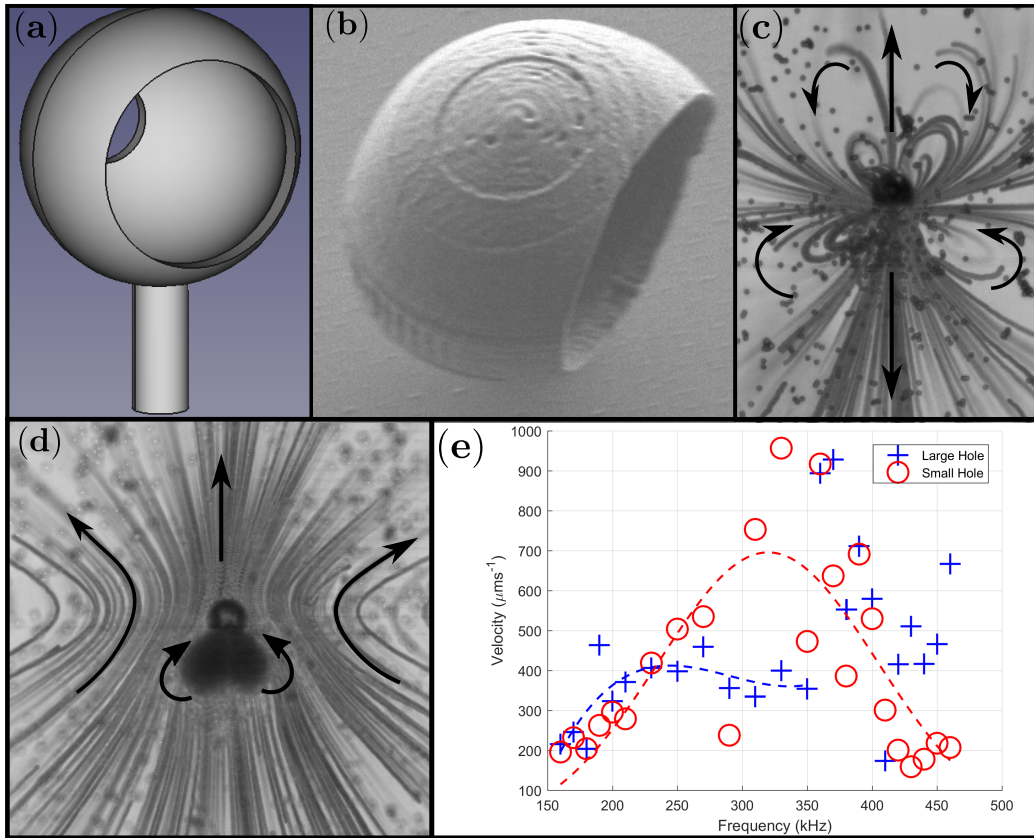 (a)
(b)
(c)
(d)
(e)
1000
900
800
700
600
500
400
300
200
100
Velocity (μms⁻¹)
Large Hole
Small Hole
150 200 250 300 350 400 450 500
Frequency (kHz)